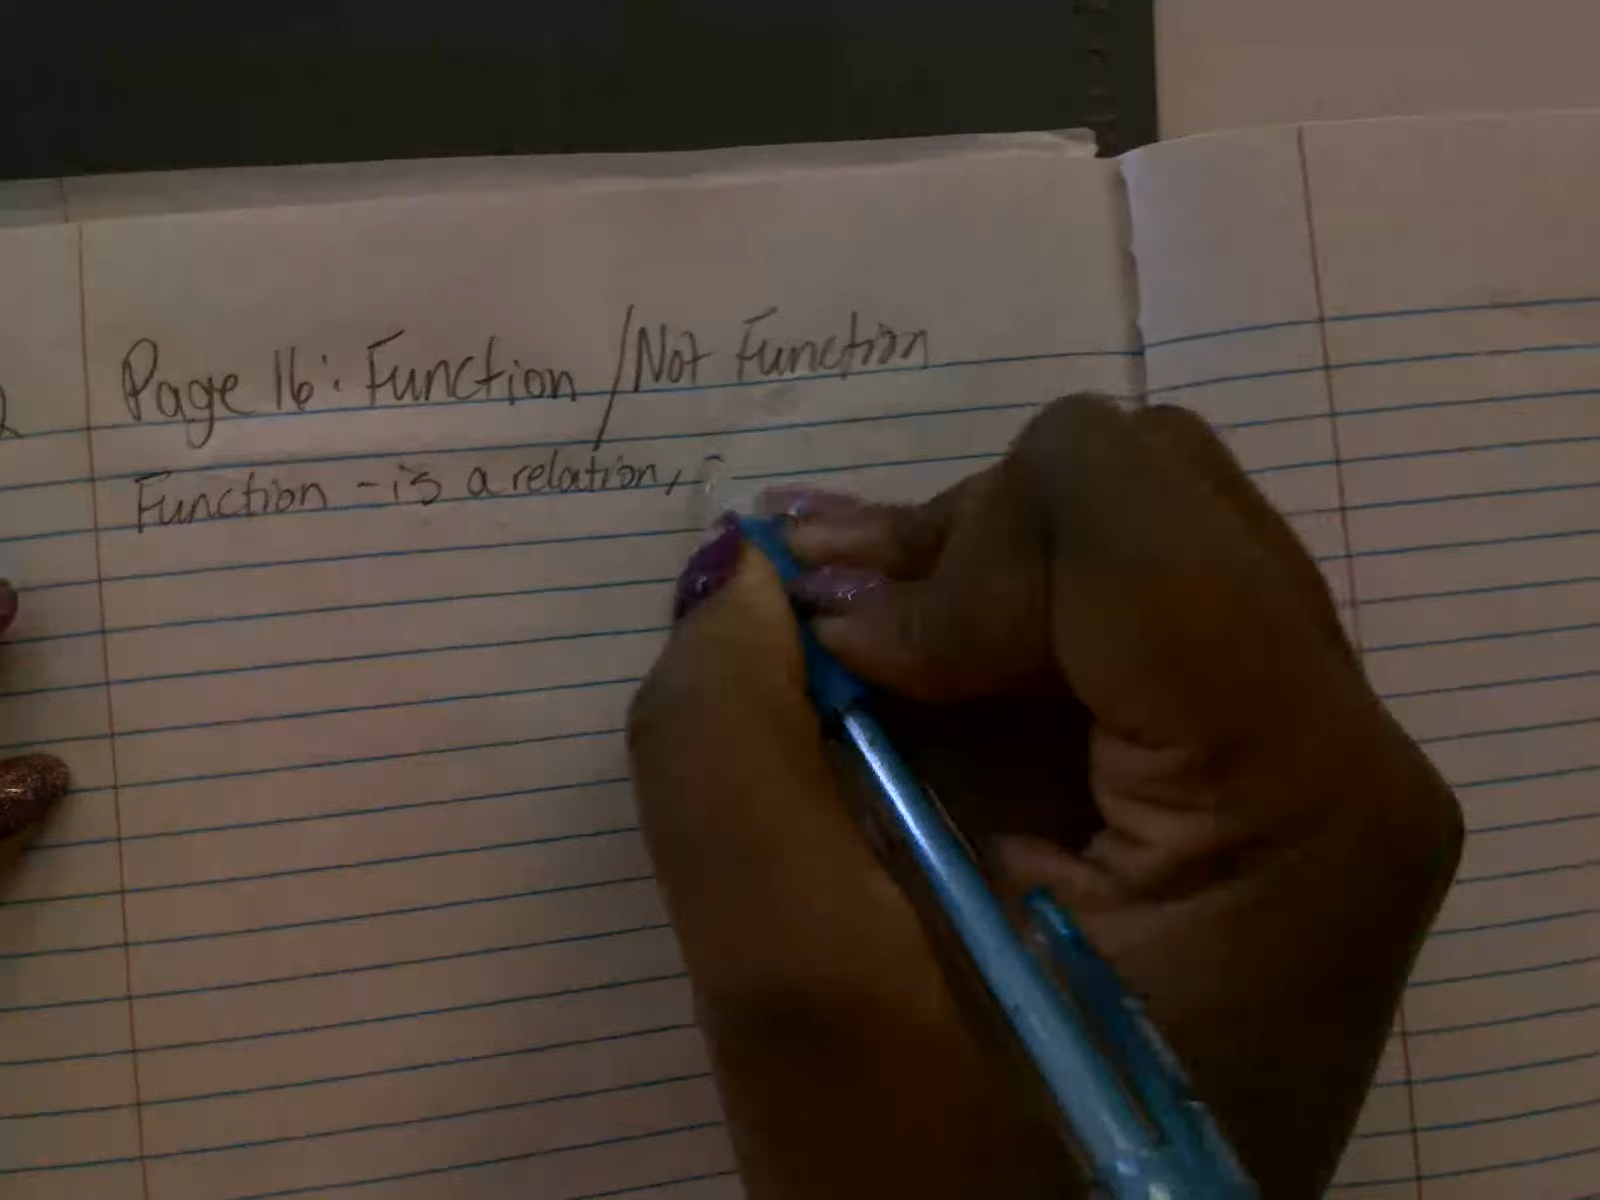 Page 16: Function / Not Function
Function - is a relation,